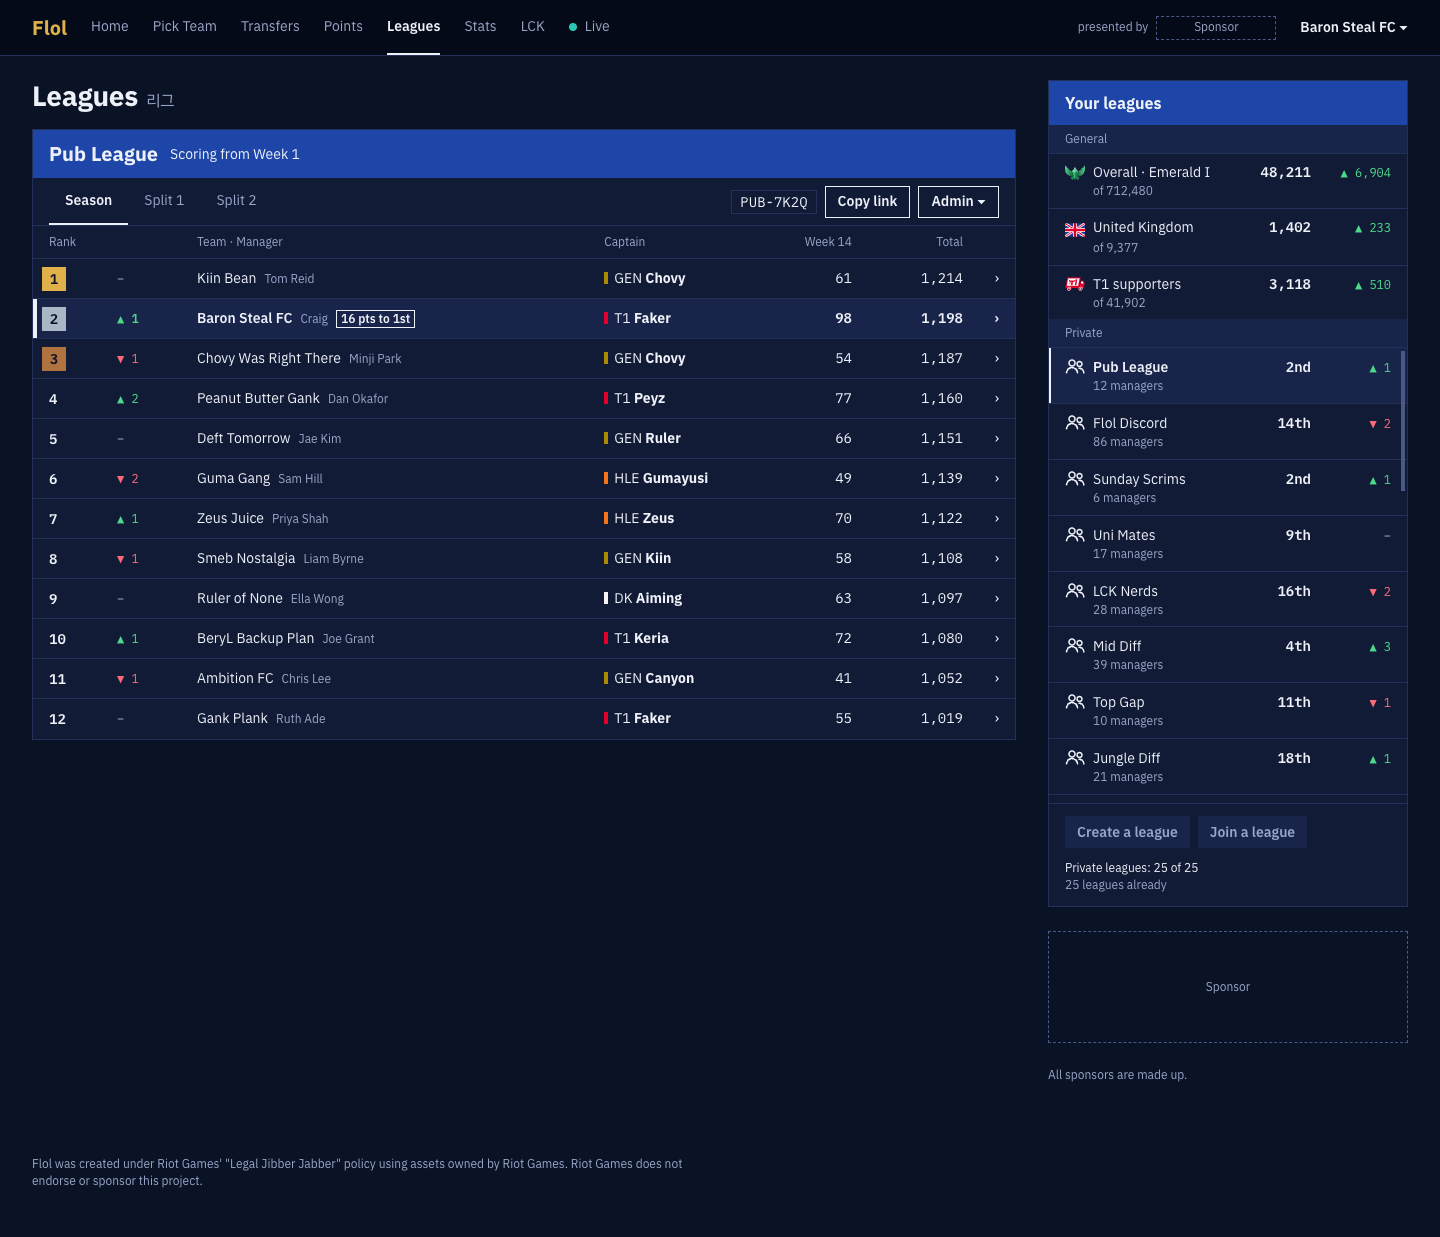 Flol Home Pick Team Transfers Points Leagues Stats LCK Live presented by Sponsor Baron Steal FC
Leagues 리그
Pub League Scoring from Week 1
Season Split 1 Split 2 PUB-7K2Q Copy link Admin
Rank Team · Manager Captain Week 14 Total
1 – Kiin Bean Tom Reid GEN Chovy 61 1,214 ›
2 ▲ 1 Baron Steal FC Craig 16 pts to 1st T1 Faker 98 1,198 ›
3 ▼ 1 Chovy Was Right There Minji Park GEN Chovy 54 1,187 ›
4 ▲ 2 Peanut Butter Gank Dan Okafor T1 Peyz 77 1,160 ›
5 – Deft Tomorrow Jae Kim GEN Ruler 66 1,151 ›
6 ▼ 2 Guma Gang Sam Hill HLE Gumayusi 49 1,139 ›
7 ▲ 1 Zeus Juice Priya Shah HLE Zeus 70 1,122 ›
8 ▼ 1 Smeb Nostalgia Liam Byrne GEN Kiin 58 1,108 ›
9 – Ruler of None Ella Wong DK Aiming 63 1,097 ›
10 ▲ 1 BeryL Backup Plan Joe Grant T1 Keria 72 1,080 ›
11 ▼ 1 Ambition FC Chris Lee GEN Canyon 41 1,052 ›
12 – Gank Plank Ruth Ade T1 Faker 55 1,019 ›
Your leagues
General
Overall · Emerald I 48,211 ▲ 6,904
of 712,480
United Kingdom 1,402 ▲ 233
of 9,377
T1 supporters 3,118 ▲ 510
of 41,902
Private
Pub League 2nd ▲ 1
12 managers
Flol Discord 14th ▼ 2
86 managers
Sunday Scrims 2nd ▲ 1
6 managers
Uni Mates 9th –
17 managers
LCK Nerds 16th ▼ 2
28 managers
Mid Diff 4th ▲ 3
39 managers
Top Gap 11th ▼ 1
10 managers
Jungle Diff 18th ▲ 1
21 managers
Create a league Join a league
Private leagues: 25 of 25
25 leagues already
Sponsor
All sponsors are made up.
Flol was created under Riot Games' "Legal Jibber Jabber" policy using assets owned by Riot Games. Riot Games does not
endorse or sponsor this project.